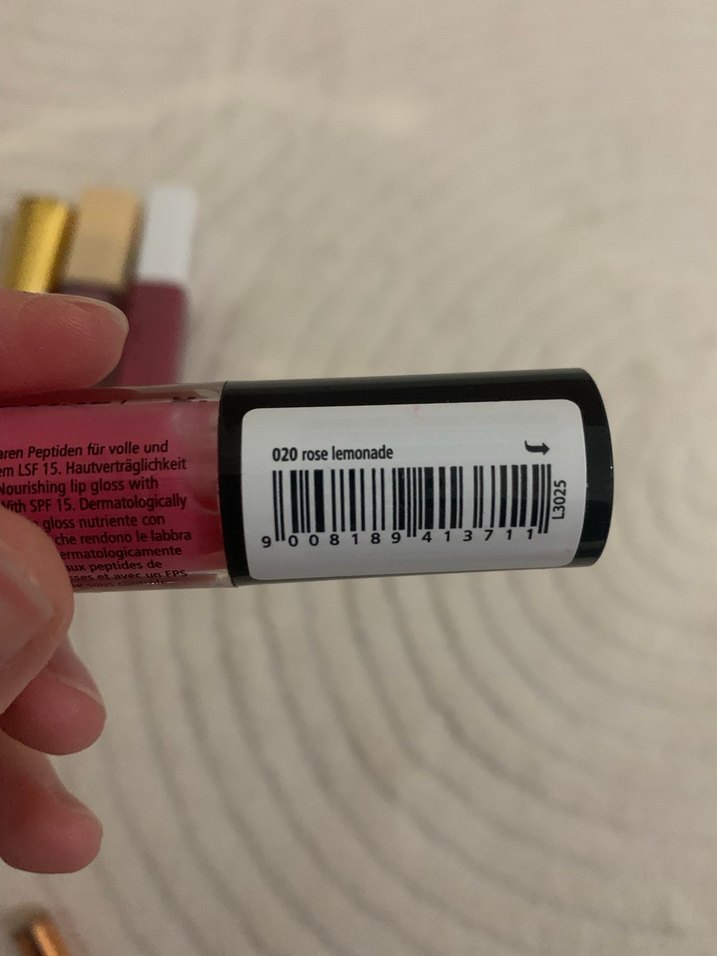 aren Peptiden für volle und
em LSF 15. Hautverträglichkeit
Nourishing lip gloss with
With SPF 15. Dermatologically
gloss nutriente con
che rendono le labbra
ermatologicamente
aux peptides de
sses et avec un FPS
020 rose lemonade
9 008189 413711
L3025